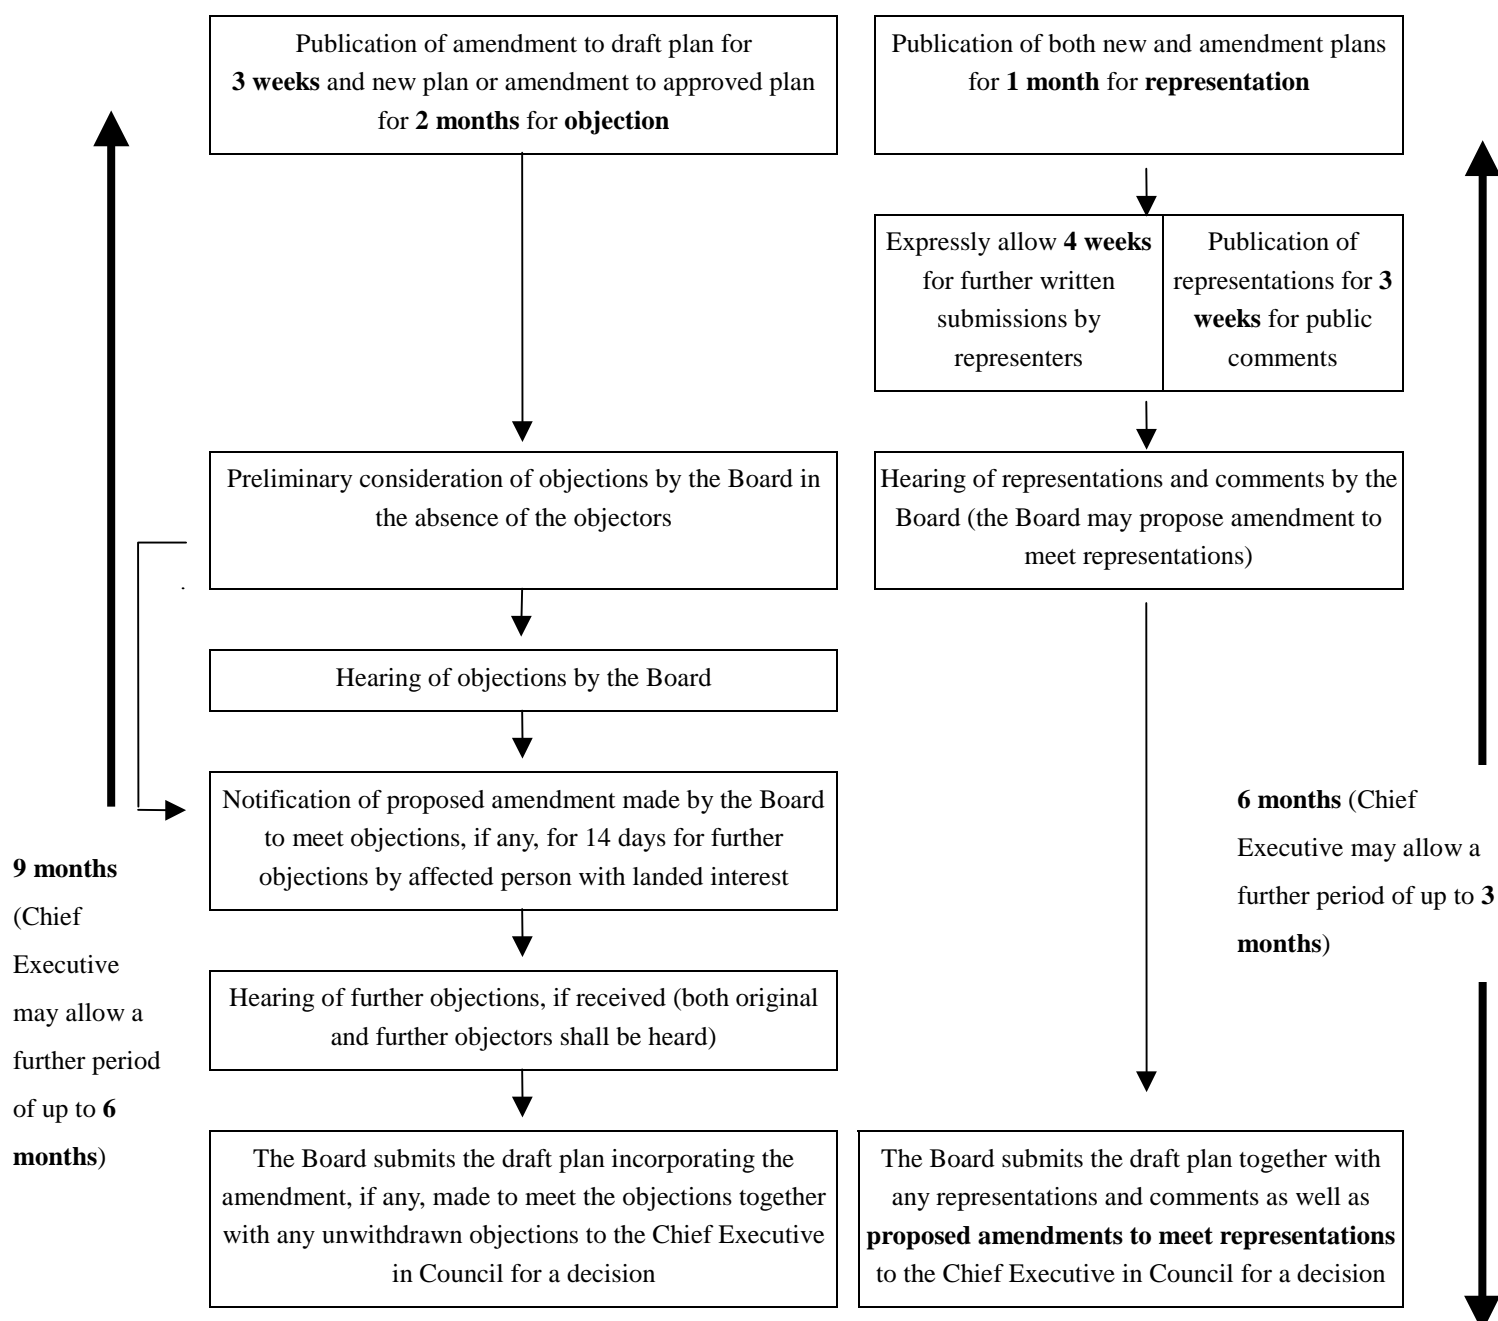 Publication of amendment to draft plan for
3 weeks and new plan or amendment to approved plan
for 2 months for objection
Publication of both new and amendment plans
for 1 month for representation
Expressly allow 4 weeks
for further written
submissions by
representers
Publication of
representations for 3
weeks for public
comments
Preliminary consideration of objections by the Board in
the absence of the objectors
Hearing of representations and comments by the
Board (the Board may propose amendment to
meet representations)
Hearing of objections by the Board
Notification of proposed amendment made by the Board
to meet objections, if any, for 14 days for further
objections by affected person with landed interest
6 months (Chief
Executive may allow a
further period of up to 3
months)
9 months
(Chief
Executive
may allow a
further period
of up to 6
months)
Hearing of further objections, if received (both original
and further objectors shall be heard)
The Board submits the draft plan incorporating the
amendment, if any, made to meet the objections together
with any unwithdrawn objections to the Chief Executive
in Council for a decision
The Board submits the draft plan together with
any representations and comments as well as
proposed amendments to meet representations
to the Chief Executive in Council for a decision